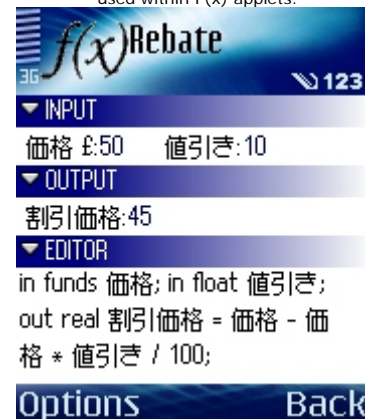 used within f (x) applets.
f(x) Rebate
3G 123
INPUT
価格 £:50 値引き:10
OUTPUT
割引価格:45
EDITOR
in funds 価格; in float 値引き;
out real 割引価格 = 価格 - 価
格 * 値引き / 100;
Options Back